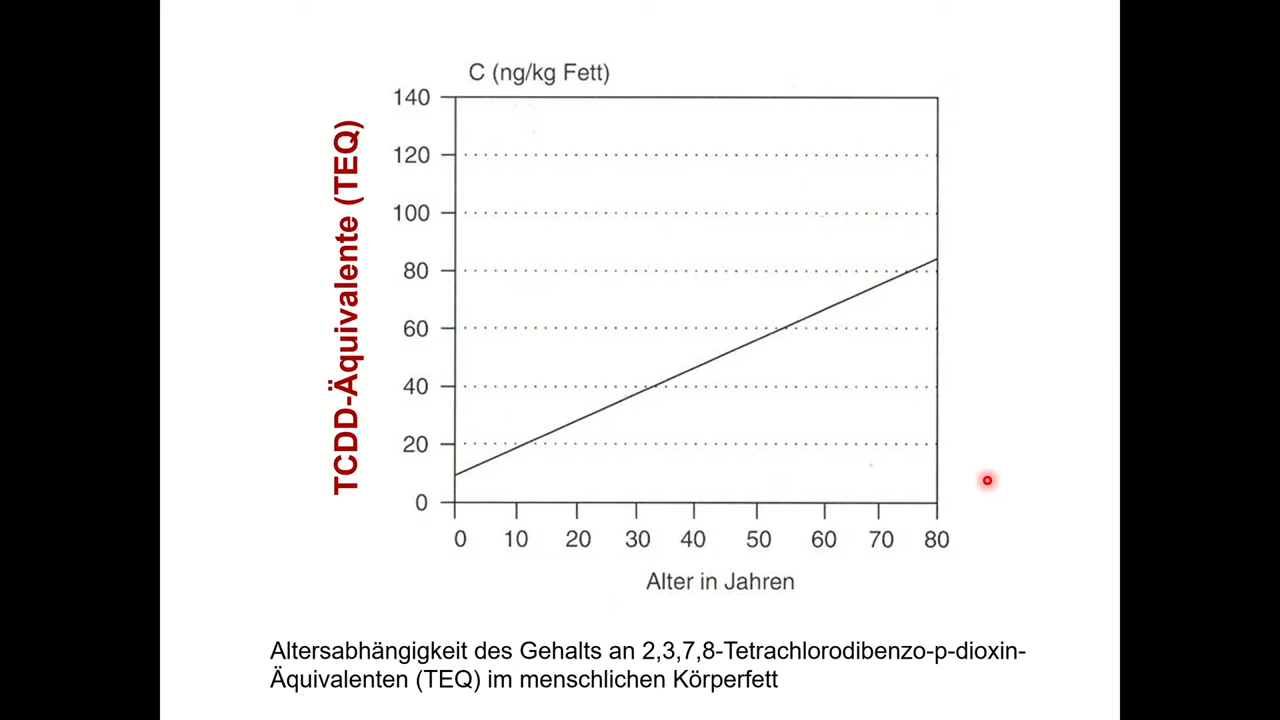 C (ng/kg Fett)
TCDD-Äquivalente (TEQ)
140
120
100
80
60
40
20
0
0 10 20 30 40 50 60 70 80
Alter in Jahren
Altersabhängigkeit des Gehalts an 2,3,7,8-Tetrachlorodibenzo-p-dioxin-
Äquivalenten (TEQ) im menschlichen Körperfett